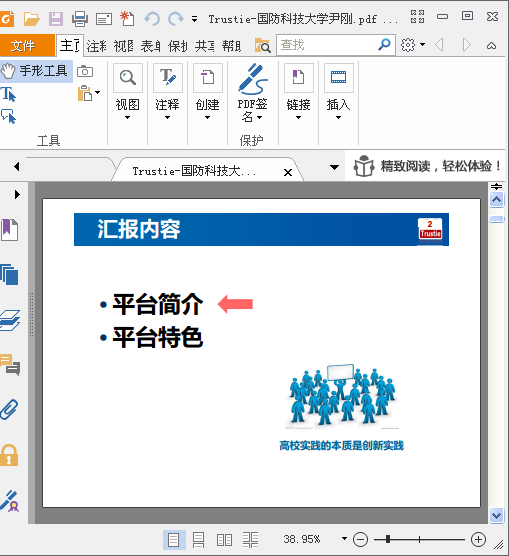 Trustie-国防科技大学尹刚.pdf ...
文件 主页 注释 视图 表单 保护 共享 帮助 查找
手形工具
视图 注释 创建 PDF签名 链接 插入
工具 保护
Trustie-国防科技大... 精致阅读，轻松体验！
汇报内容
2
Trustie
• 平台简介
• 平台特色
高校实践的本质是创新实践
38.95%